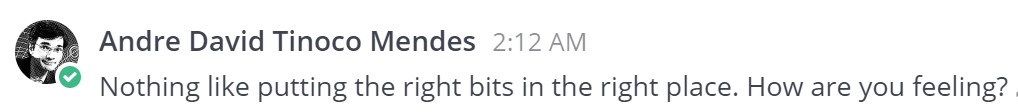 Andre David Tinoco Mendes 2:12 AM
Nothing like putting the right bits in the right place. How are you feeling?